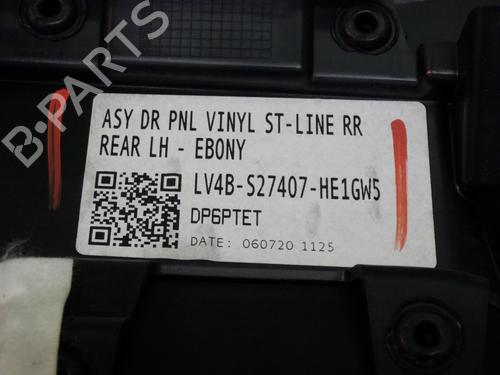 ASY DR PNL VINYL ST-LINE RR
REAR LH - EBONY
LV4B-S27407-HE1GW5
DP6PTET
DATE: 060720 1125
B-PARTS